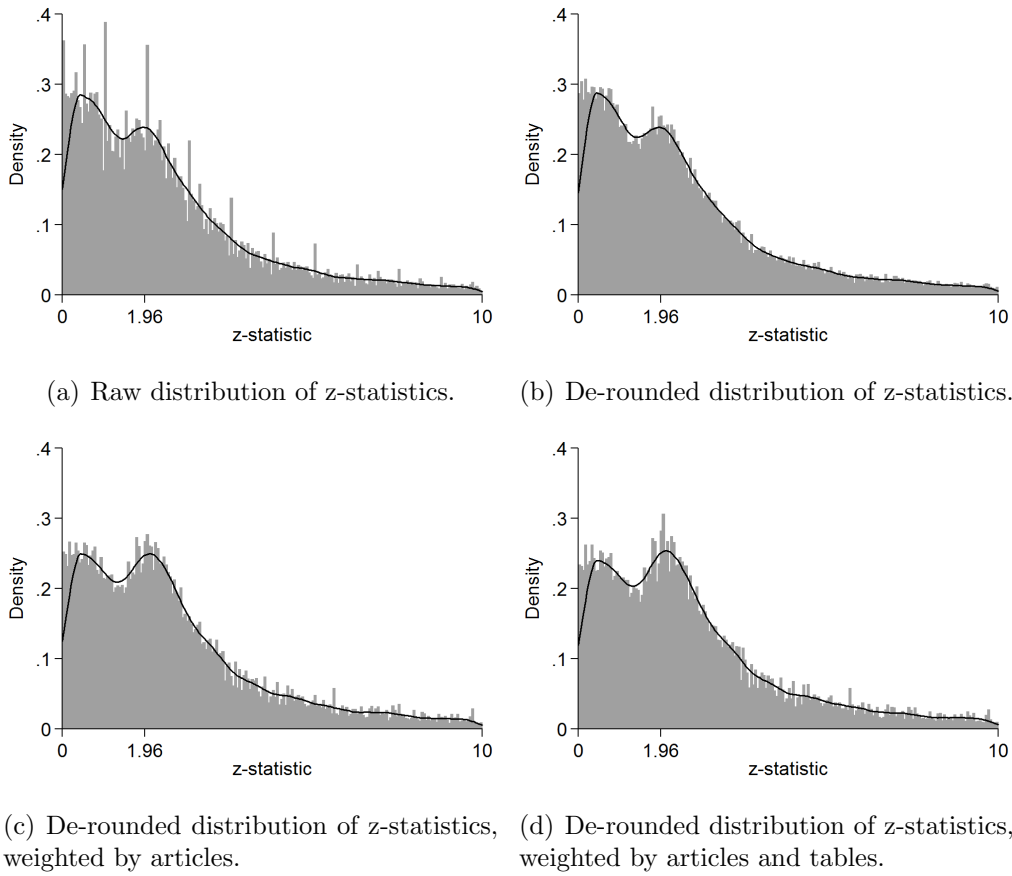 .4
.3
.2
.1
0
Density
0 1.96 10
z-statistic
(a) Raw distribution of z-statistics.
.4
.3
.2
.1
0
Density
0 1.96 10
z-statistic
(b) De-rounded distribution of z-statistics.
.4
.3
.2
.1
0
Density
0 1.96 10
z-statistic
(c) De-rounded distribution of z-statistics,
weighted by articles.
.4
.3
.2
.1
0
Density
0 1.96 10
z-statistic
(d) De-rounded distribution of z-statistics,
weighted by articles and tables.